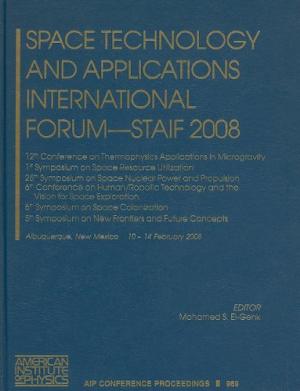 SPACE TECHNOLOGY
AND APPLICATIONS
INTERNATIONAL
FORUM—STAIF 2008
12th Conference on Thermophysics Applications in Microgravity
1st Symposium on Space Resource Utilization
25th Symposium on Space Nuclear Power and Propulsion
6th Conference on Human/Robotic Technology and the
Vision for Space Exploration
6th Symposium on Space Colonization
5th Symposium on New Frontiers and Future Concepts
Albuquerque, New Mexico 10 - 14 February 2008
EDITOR
Mohamed S. El-Genk
AMERICAN
INSTITUTE
OF PHYSICS
AIP CONFERENCE PROCEEDINGS 969